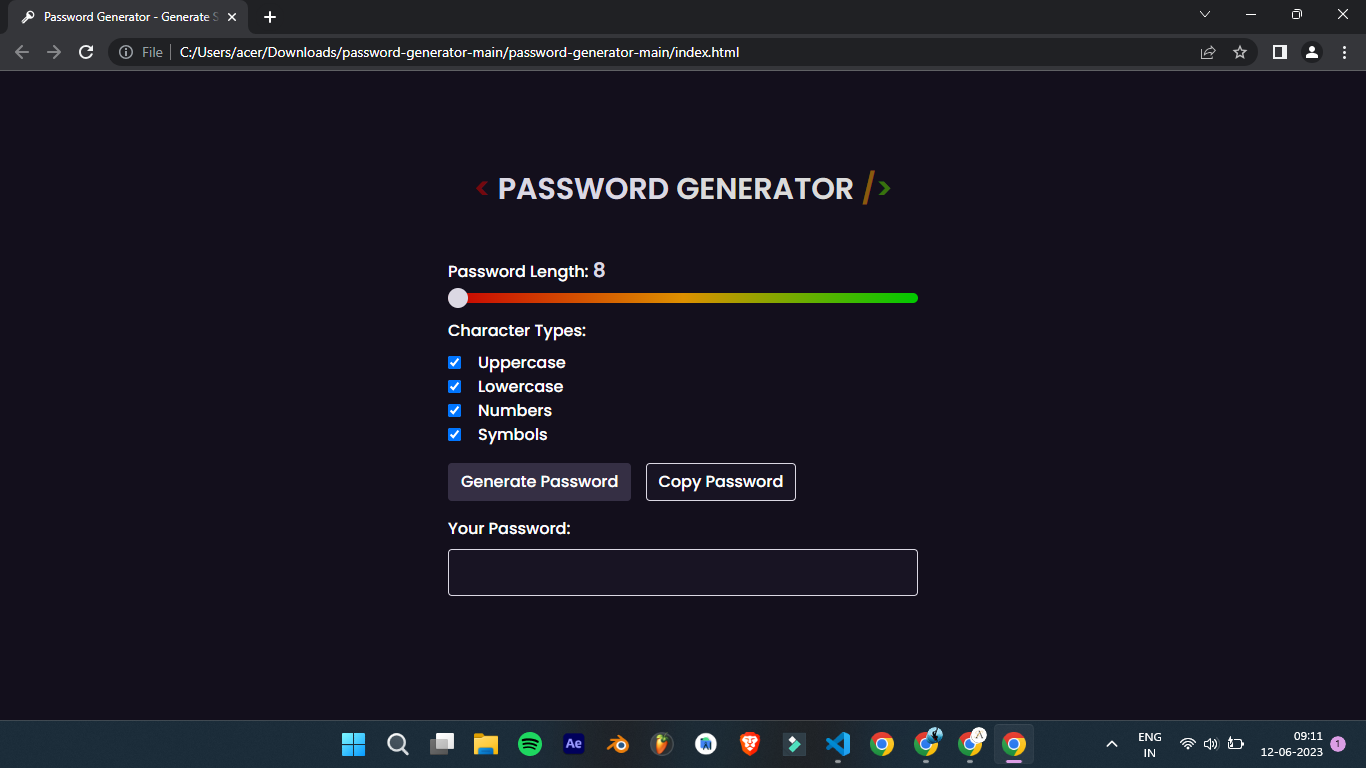 Password Generator - Generate S
File
C:/Users/acer/Downloads/password-generator-main/password-generator-main/index.html
< PASSWORD GENERATOR />
Password Length: 8
Character Types:
Uppercase
Lowercase
Numbers
Symbols
Generate Password
Copy Password
Your Password:
Ae
A
ENG
IN
09:11
12-06-2023
1